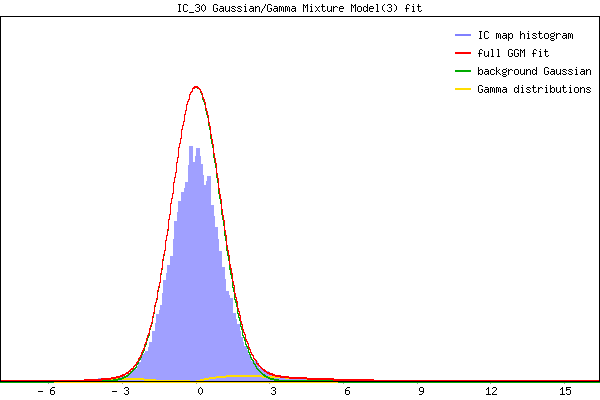 IC_30 Gaussian/Gamma Mixture Model(3) fit
IC map histogram
full GGM fit
background Gaussian
Gamma distributions
-6 -3 0 3 6 9 12 15